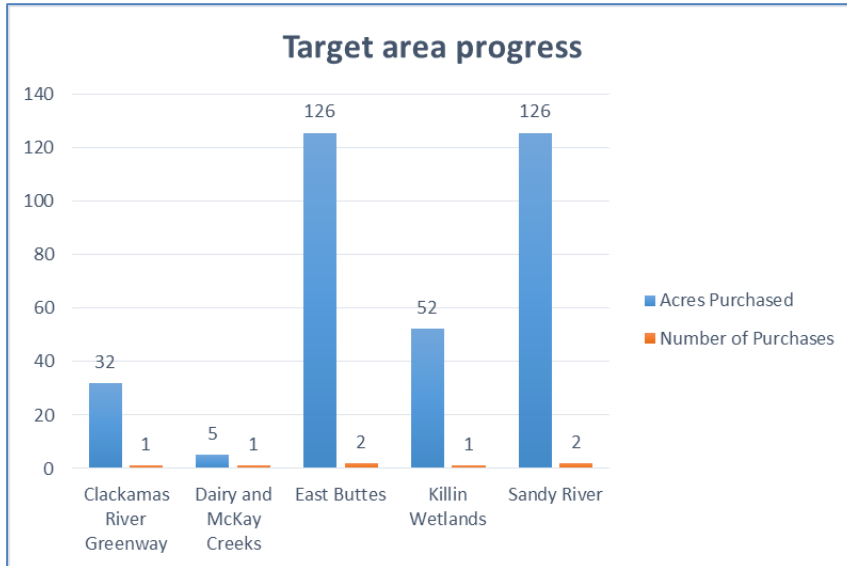 Target area progress
140
120
100
80
60
40
20
0
32
1
5
1
126
2
52
1
126
2
Clackamas
River
Greenway
Dairy and
McKay
Creeks
East Buttes
Killin
Wetlands
Sandy River
Acres Purchased
Number of Purchases